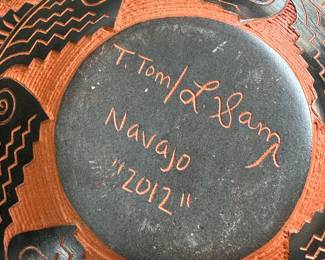 T. Tom/L Sam
Navajo
"2012"